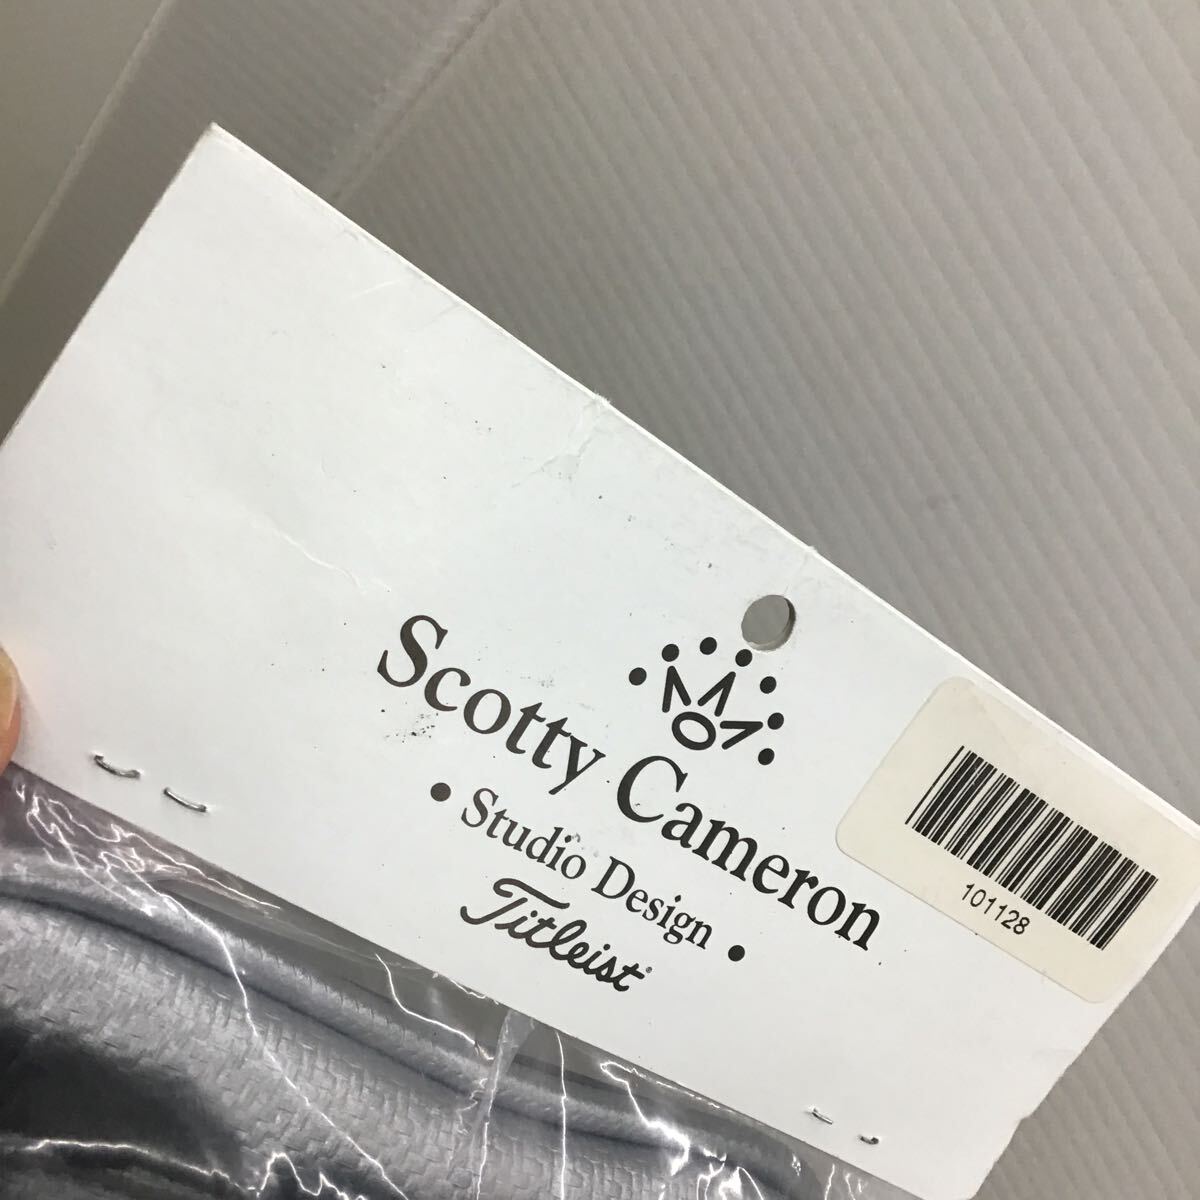 Scotty Cameron
• Studio Design •
Titleist
101128